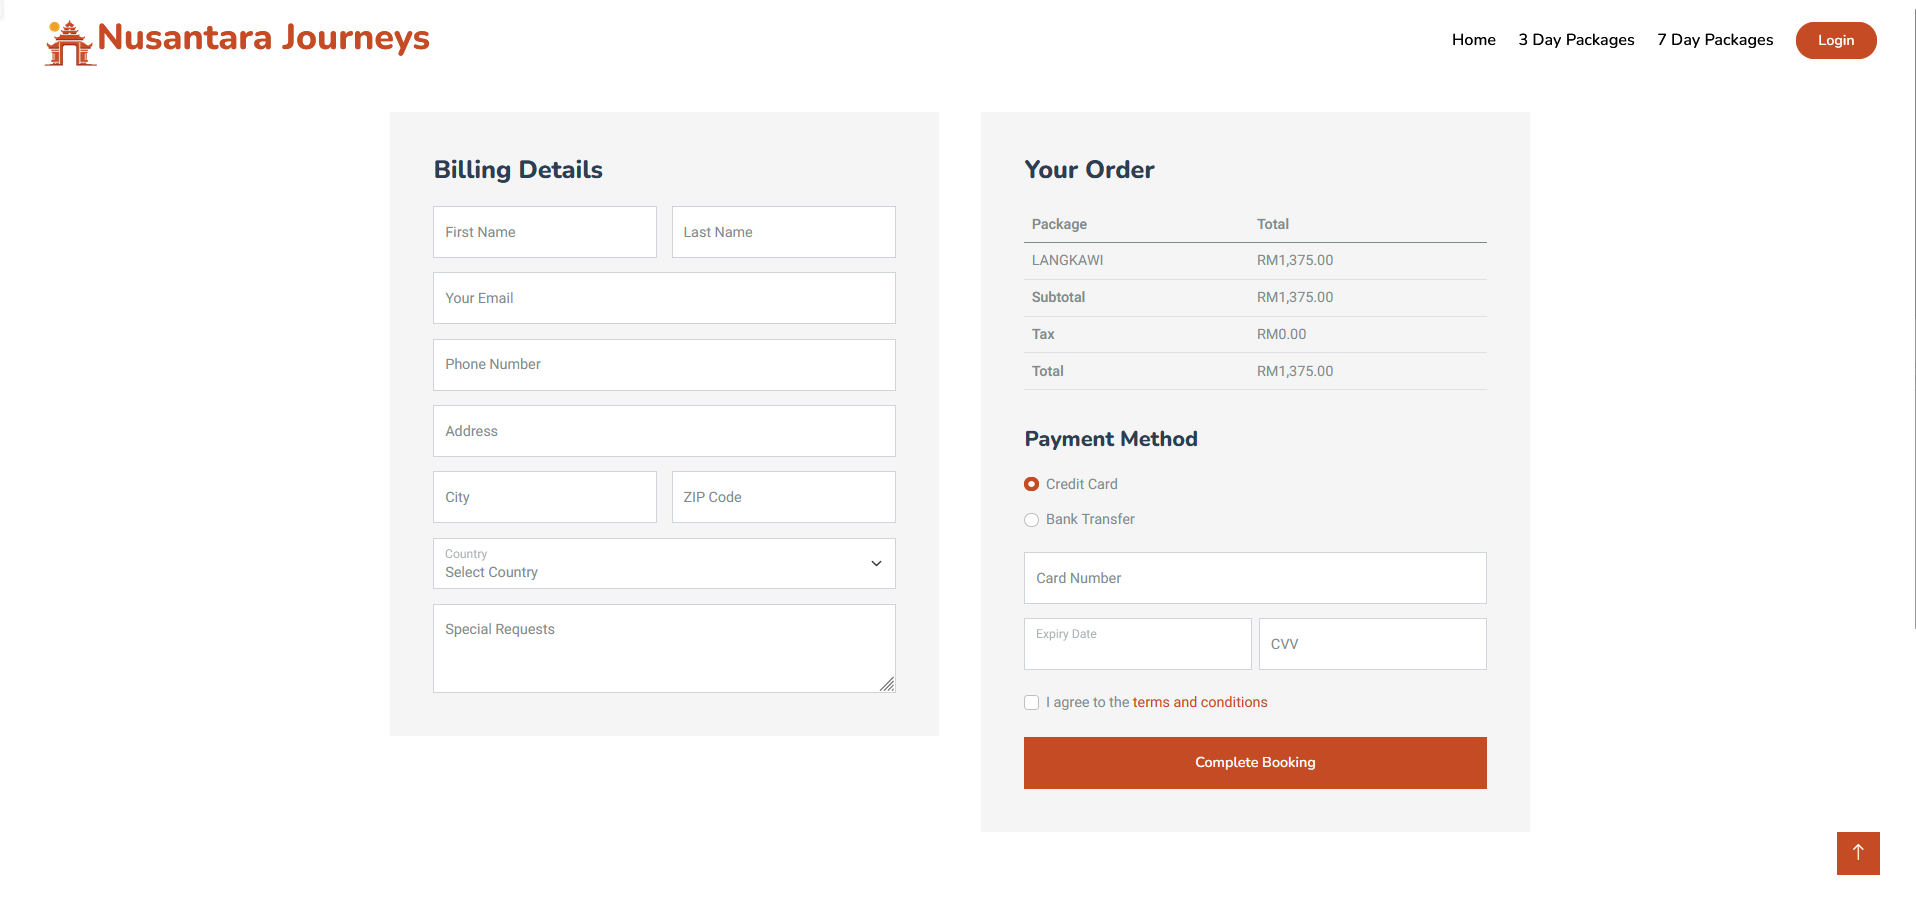 Nusantara Journeys
Home 3 Day Packages 7 Day Packages Login
Billing Details
First Name Last Name
Your Email
Phone Number
Address
City ZIP Code
Country
Select Country
Special Requests
Your Order
Package Total
LANGKAWI RM1,375.00
Subtotal RM1,375.00
Tax RM0.00
Total RM1,375.00
Payment Method
Credit Card
Bank Transfer
Card Number
Expiry Date CVV
I agree to the terms and conditions
Complete Booking